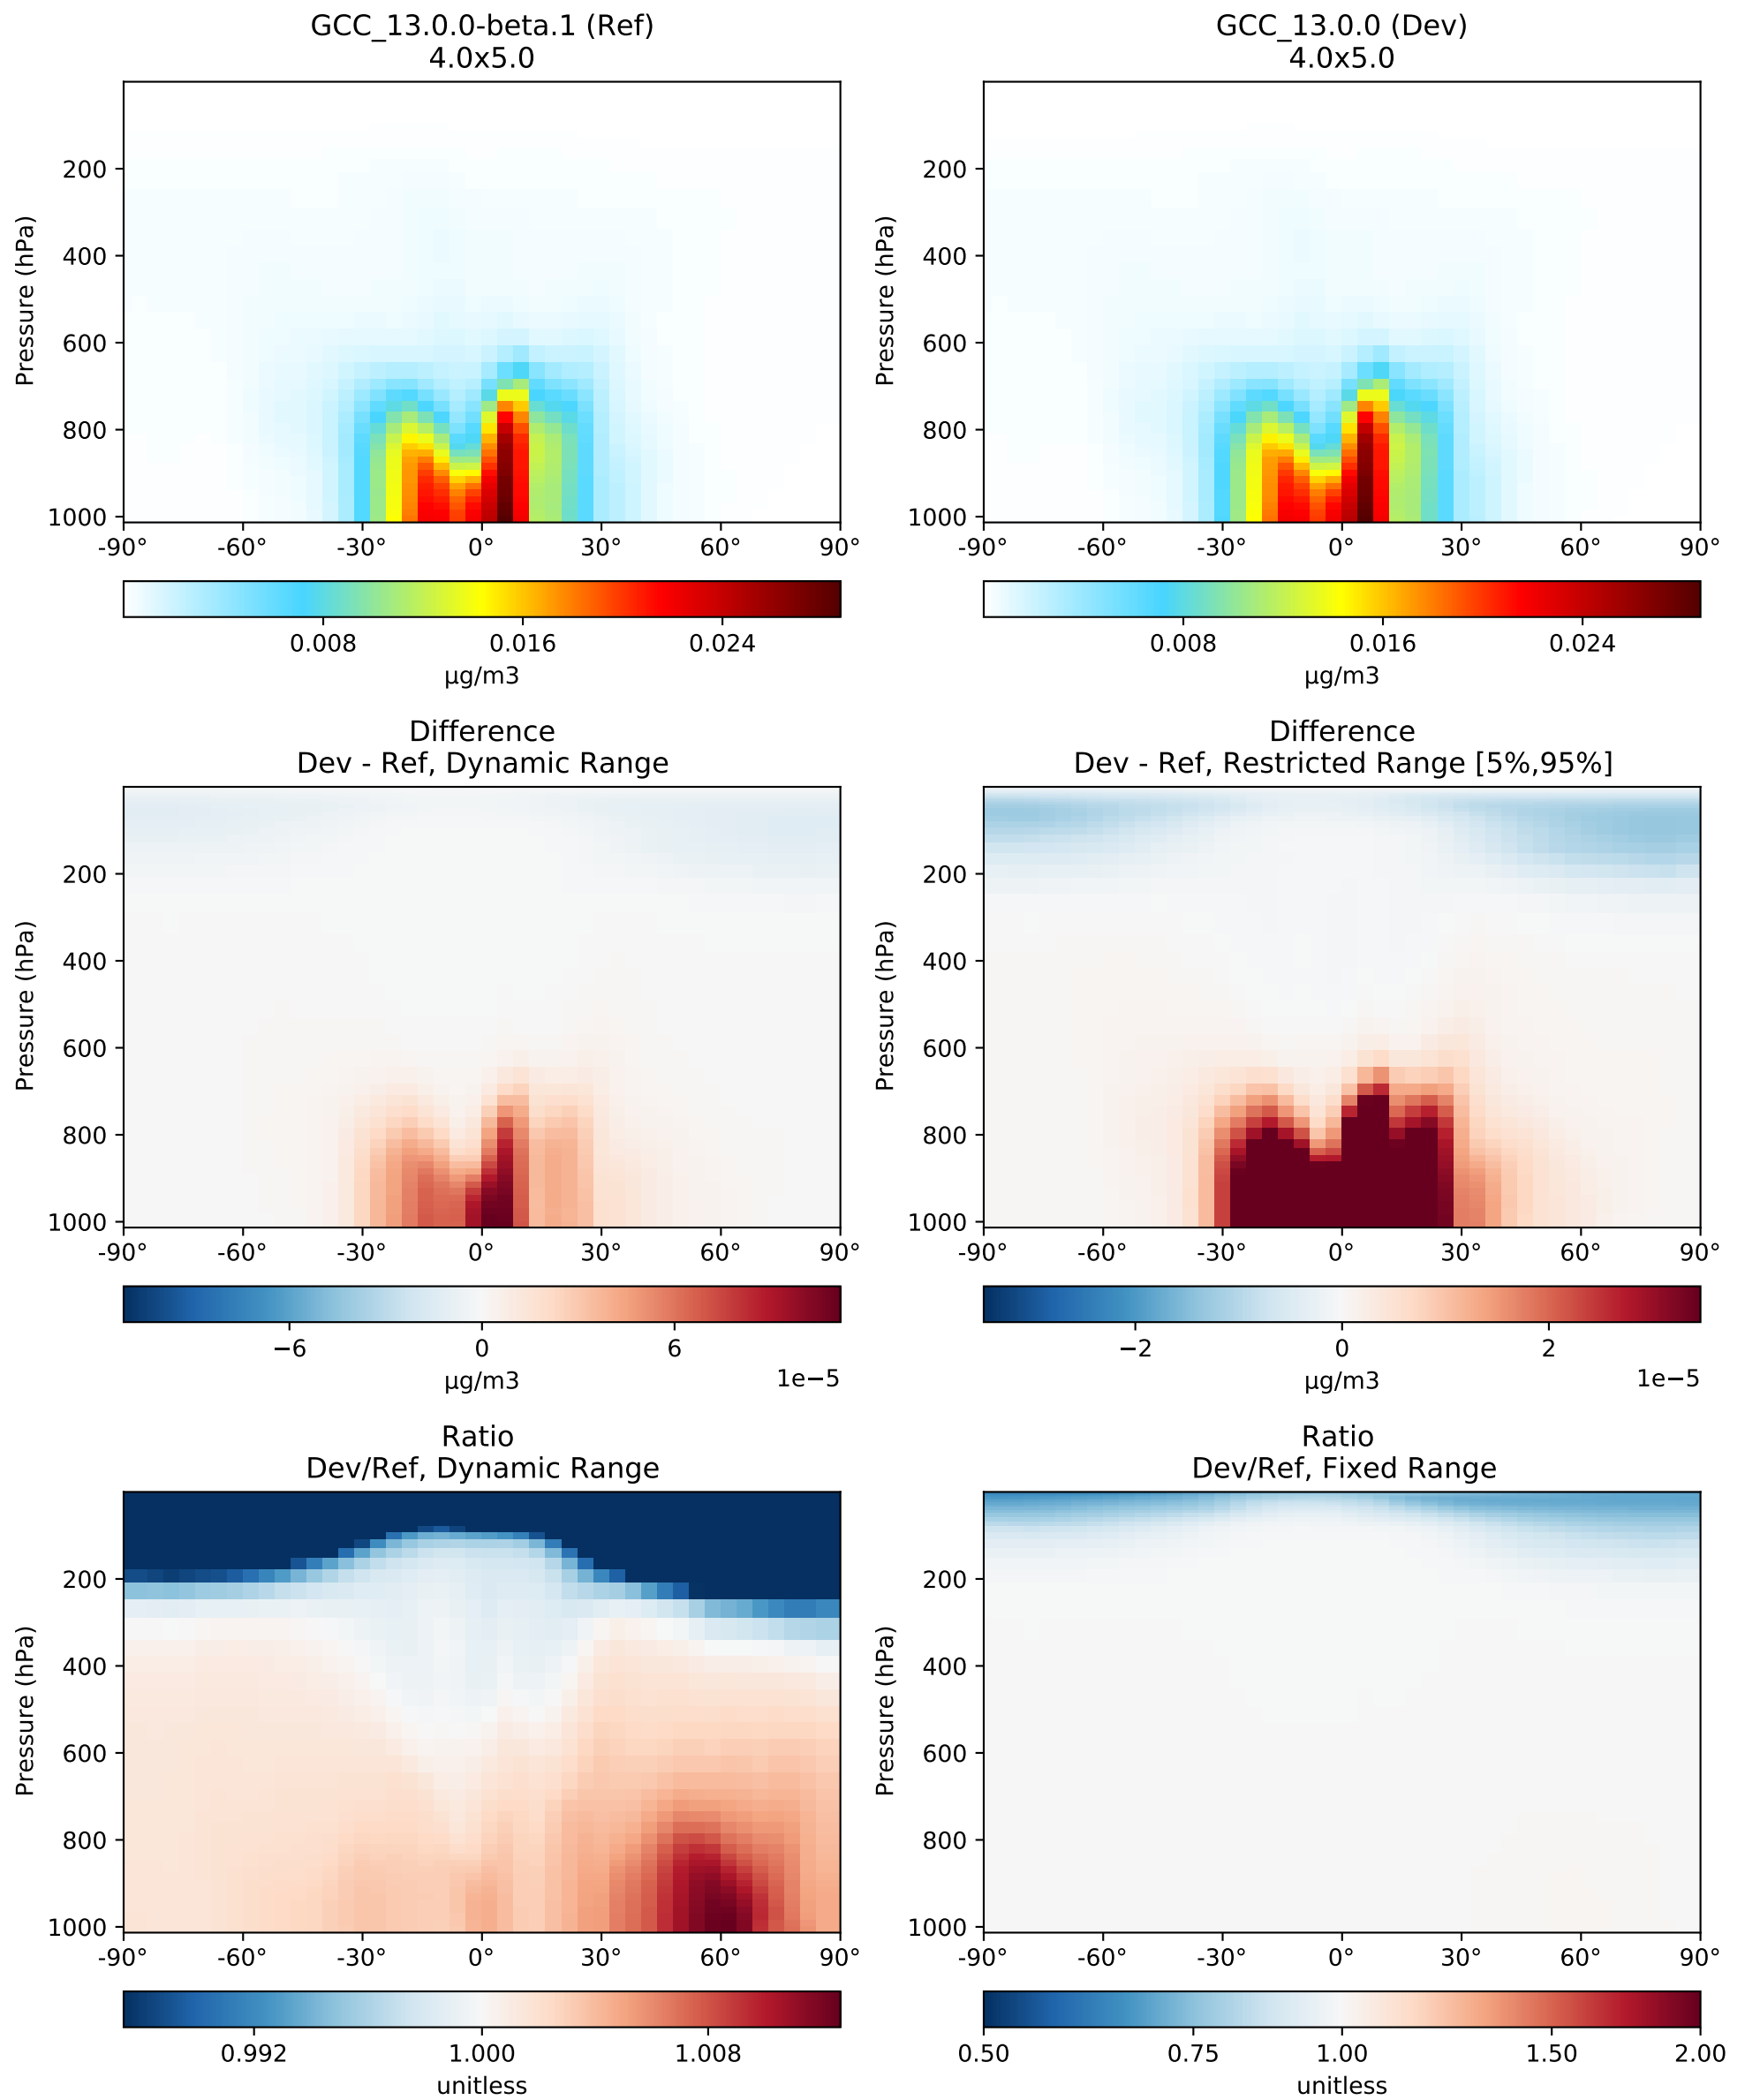 GCC_13.0.0-beta.1 (Ref)
4.0x5.0
Pressure (hPa)
200
400
600
800
1000
-90° -60° -30° 0° 30° 60° 90°
0.008 0.016 0.024
µg/m3
GCC_13.0.0 (Dev)
4.0x5.0
Pressure (hPa)
200
400
600
800
1000
-90° -60° -30° 0° 30° 60° 90°
0.008 0.016 0.024
µg/m3
Difference
Dev - Ref, Dynamic Range
Pressure (hPa)
200
400
600
800
1000
-90° -60° -30° 0° 30° 60° 90°
−6 0 6
µg/m3 1e−5
Difference
Dev - Ref, Restricted Range [5%,95%]
Pressure (hPa)
200
400
600
800
1000
-90° -60° -30° 0° 30° 60° 90°
−2 0 2
µg/m3 1e−5
Ratio
Dev/Ref, Dynamic Range
Pressure (hPa)
200
400
600
800
1000
-90° -60° -30° 0° 30° 60° 90°
0.992 1.000 1.008
unitless
Ratio
Dev/Ref, Fixed Range
Pressure (hPa)
200
400
600
800
1000
-90° -60° -30° 0° 30° 60° 90°
0.50 0.75 1.00 1.50 2.00
unitless